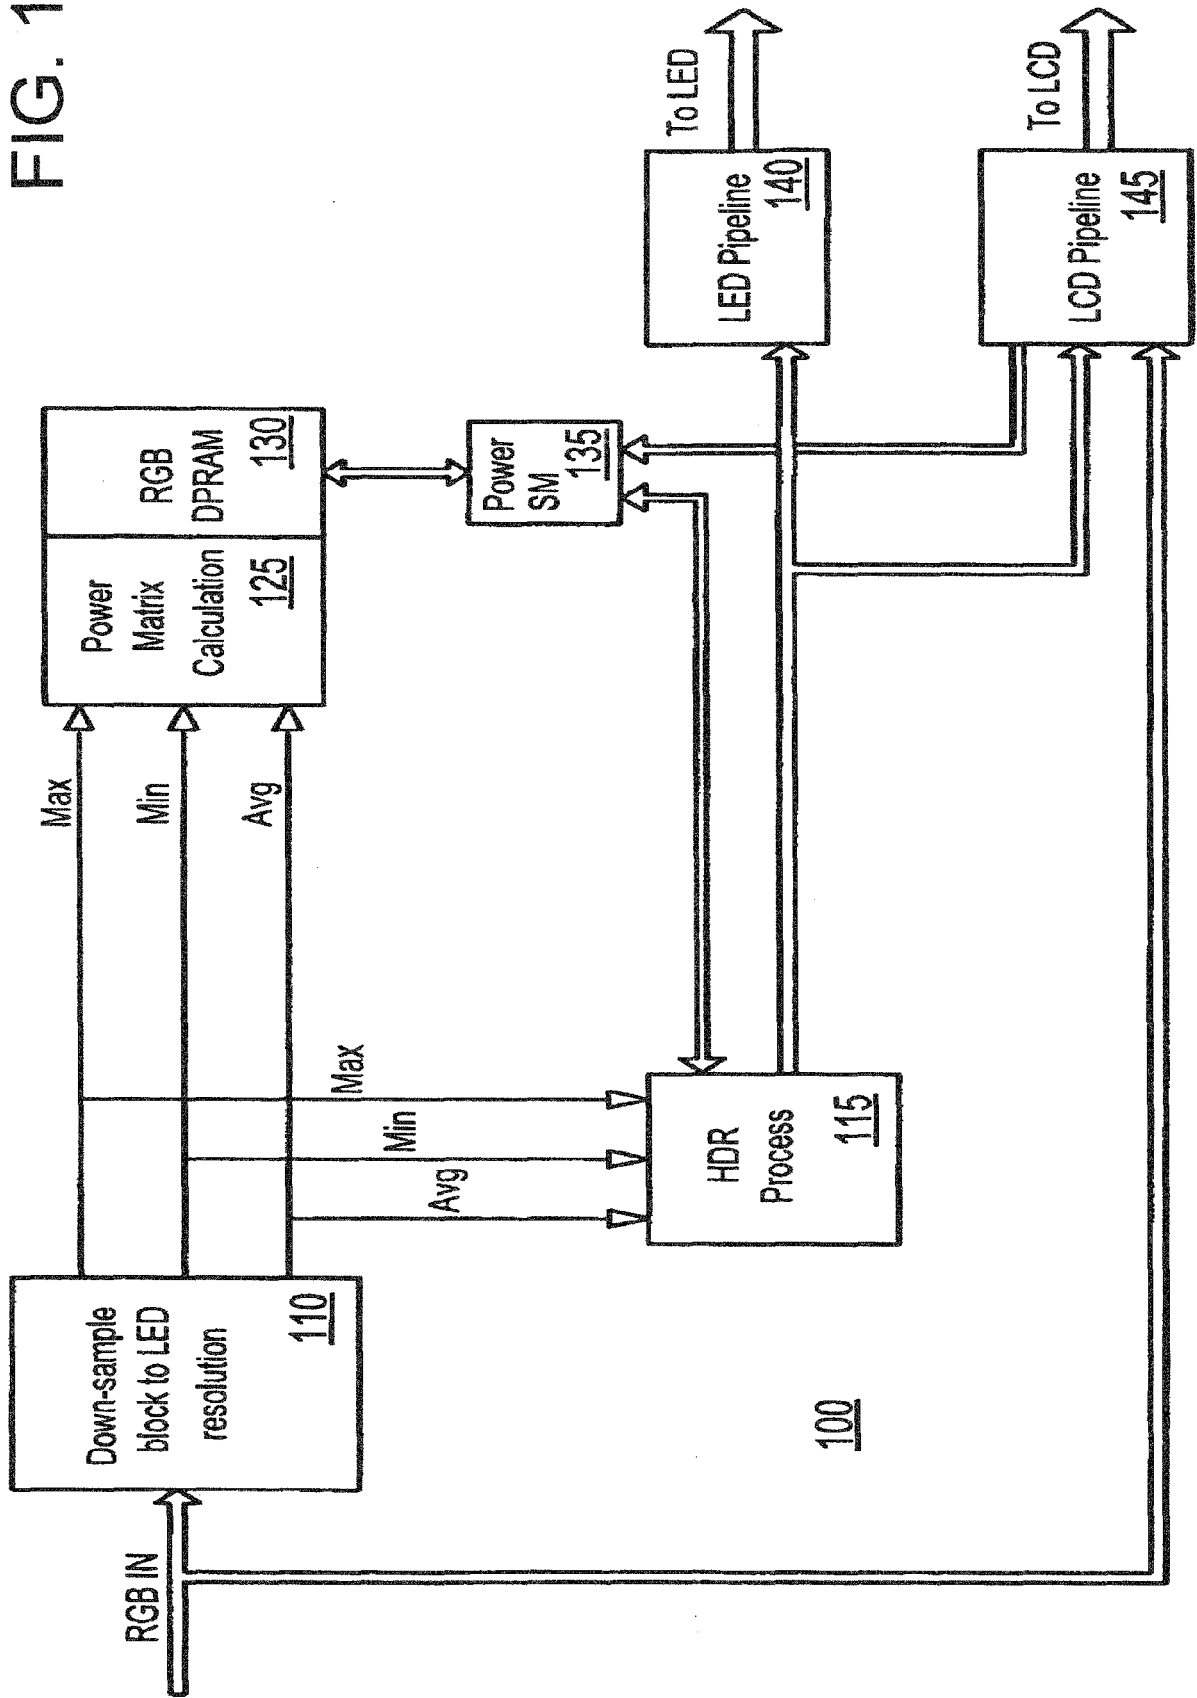 FIG. 1
RGB IN
Down-sample
block to LED
resolution
110
Max
Min
Avg
Power
Matrix
Calculation
125
RGB
DPRAM
130
Max
Min
Avg
HDR
Process
115
Power
SM
135
LED Pipeline
140
To LED
LCD Pipeline
145
To LCD
100